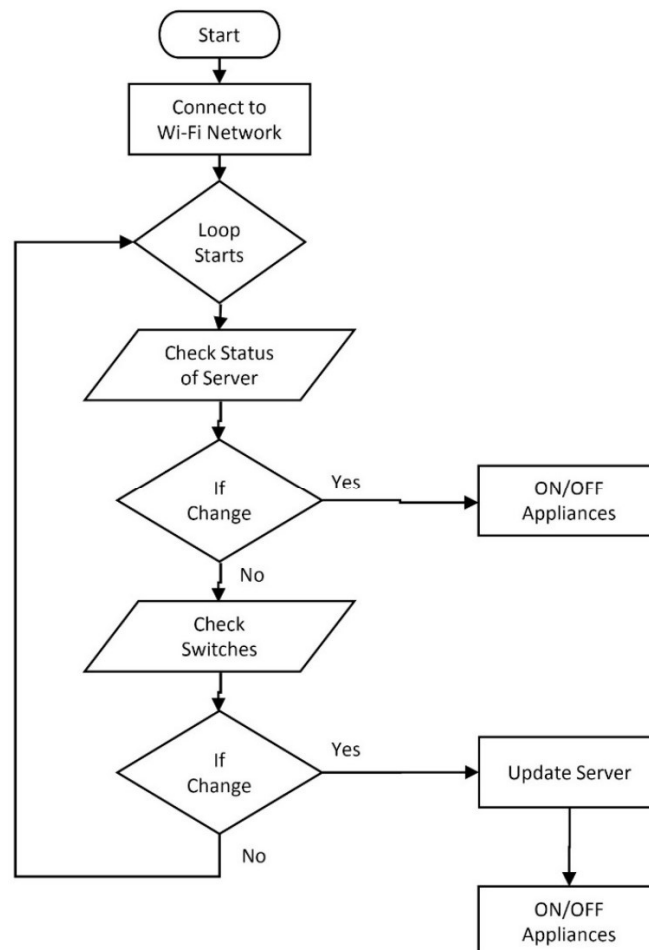 Start
Connect to
Wi-Fi Network
Loop
Starts
Check Status
of Server
If
Change
Yes
ON/OFF
Appliances
No
Check
Switches
If
Change
Yes
Update Server
No
ON/OFF
Appliances